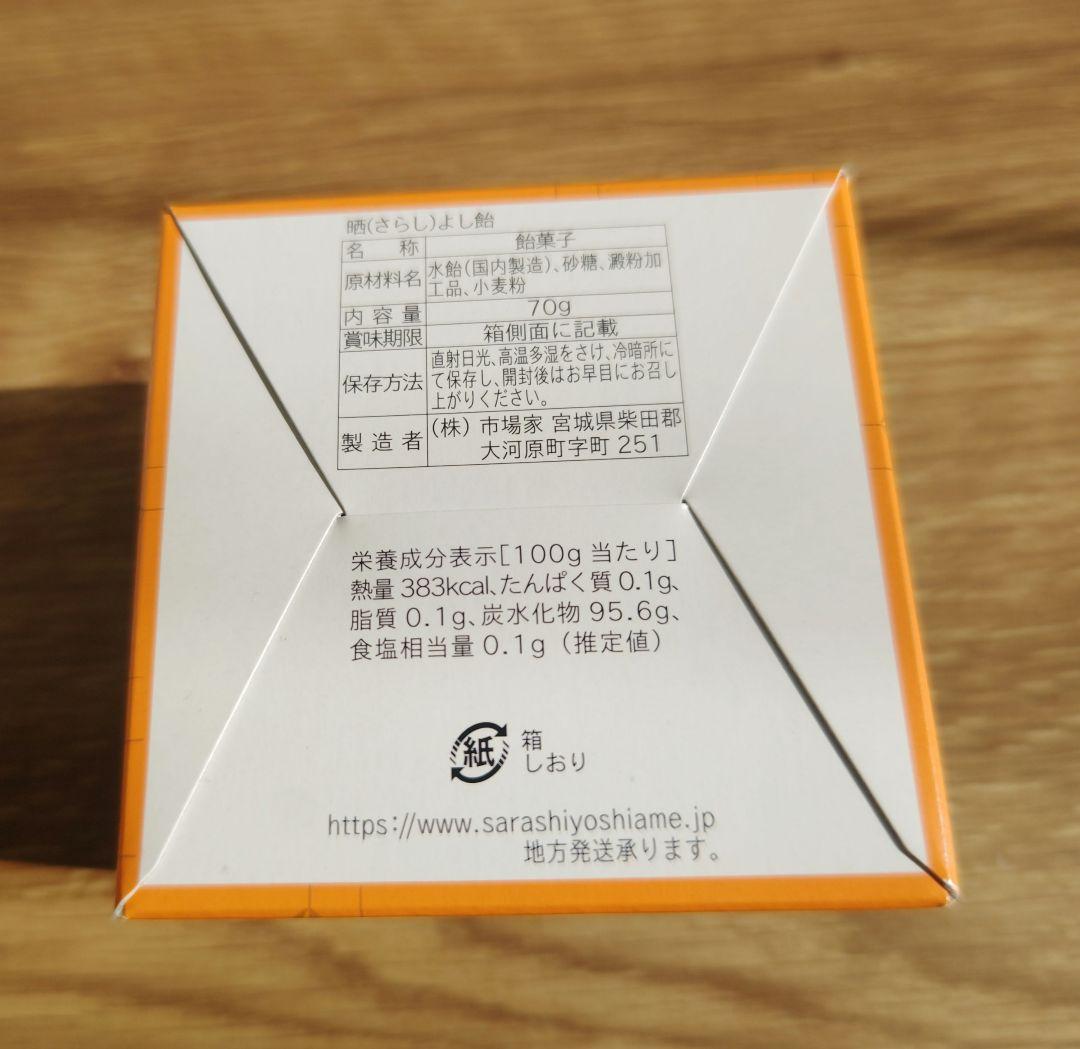 晒(さらし)よし飴
名 称 飴菓子
原材料名 水飴(国内製造)、砂糖、澱粉加
工品、小麦粉
内 容 量 70g
賞味期限 箱側面に記載
保存方法 直射日光、高温多湿をさけ、冷暗所に
て保存し、開封後はお早目にお召し
上がりください。
製 造 者 (株) 市場家 宮城県柴田郡
大河原町字町 251
栄養成分表示[100g 当たり]
熱量 383kcal、たんぱく質 0.1g、
脂質 0.1g、炭水化物 95.6g、
食塩相当量 0.1g (推定値)
紙 箱
しおり
https://www.sarashiyoshiame.jp
地方発送承ります。